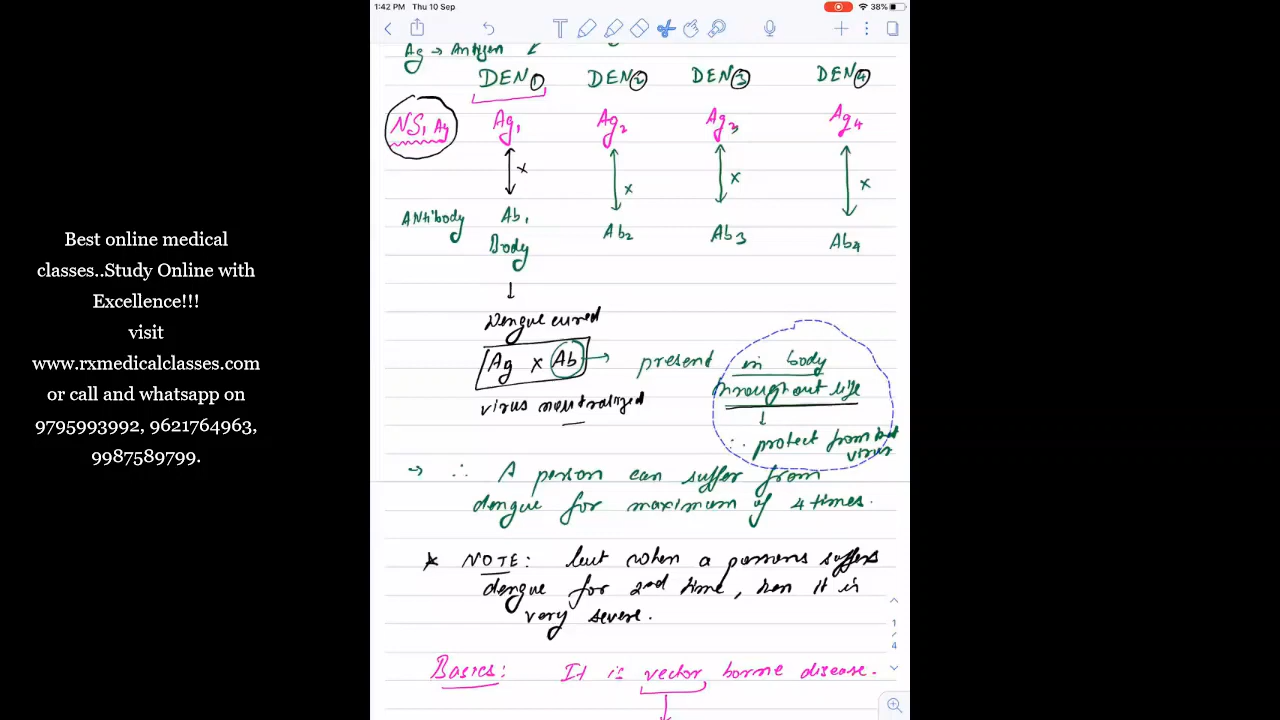 1:42 PM Thu 10 Sep
38%
Ag → Antigen
DEN 1 DEN 2 DEN 3 DEN 4
NS1 Ag Ag1 Ag2 Ag3 Ag4
x x x x
ANtibody Ab1 Ab2 Ab3 Ab4
Body
Dengue cured
Ag x Ab → present in body
throughout life
virus neutralized
∴ protect from that
virus
→ ∴ A person can suffer from
dengue for maximum of 4 times.
* NOTE: but when a persons suffers
dengue for 2nd time, then it is
very severe.
Basics: It is vector borne disease.
1
/
4
Best online medical
classes..Study Online with
Excellence!!!
visit
www.rxmedicalclasses.com
or call and whatsapp on
9795993992, 9621764963,
9987589799.